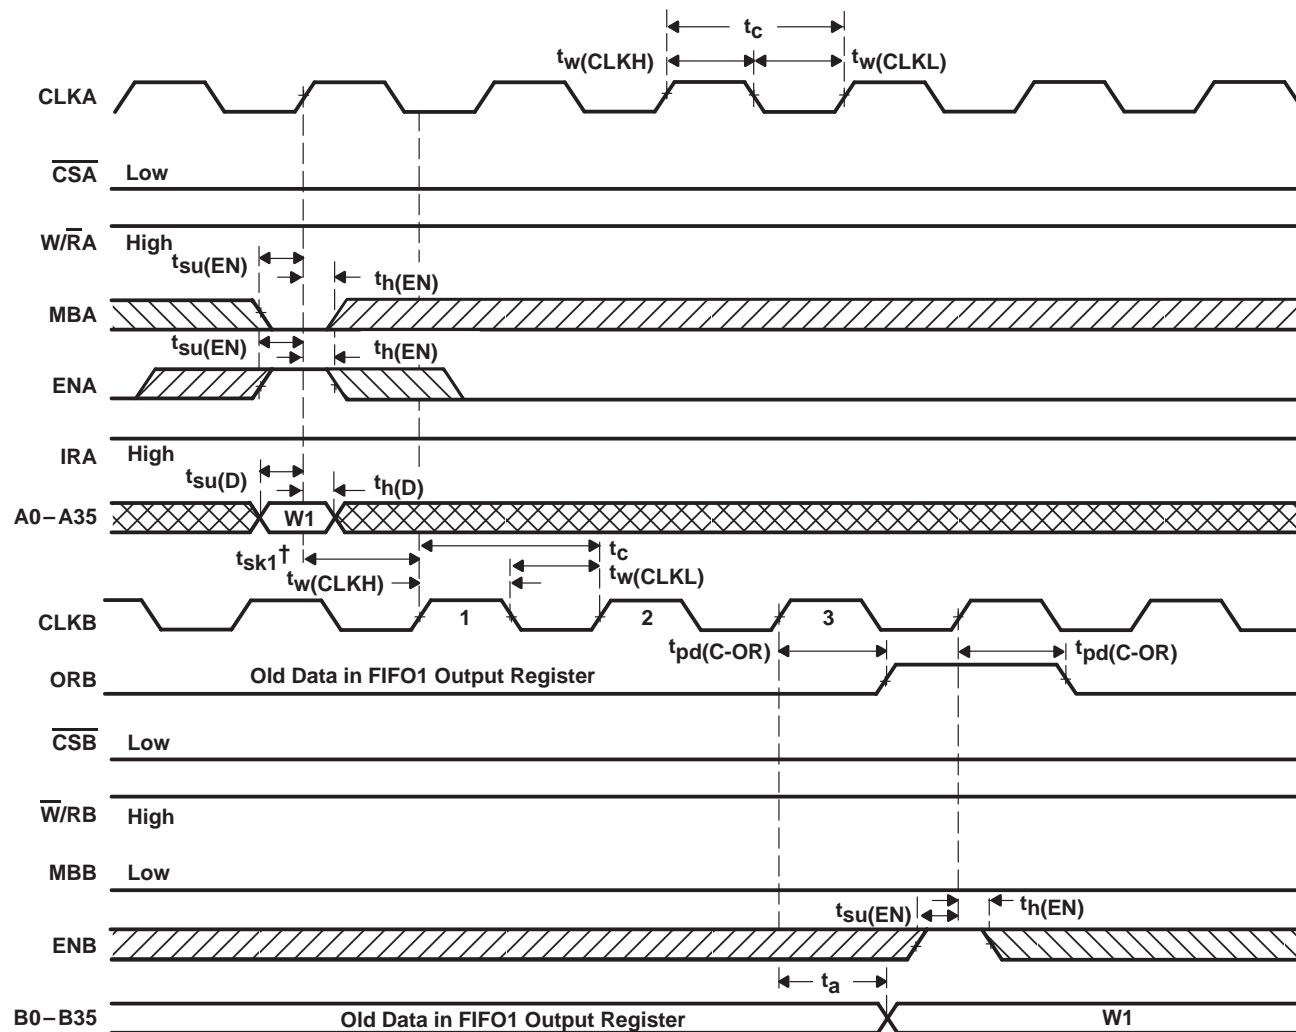 tc
tw(CLKH) tw(CLKL)
CLKA
CSA Low
W/RA High
tsu(EN) th(EN)
MBA
tsu(EN) th(EN)
ENA
IRA High
tsu(D) th(D)
A0–A35 W1
tsk1† tc
tw(CLKH) tw(CLKL)
CLKB 1 2 3
tpd(C-OR) tpd(C-OR)
ORB Old Data in FIFO1 Output Register
CSB Low
W/RB High
MBB Low
tsu(EN) th(EN)
ENB
ta
B0–B35 Old Data in FIFO1 Output Register W1